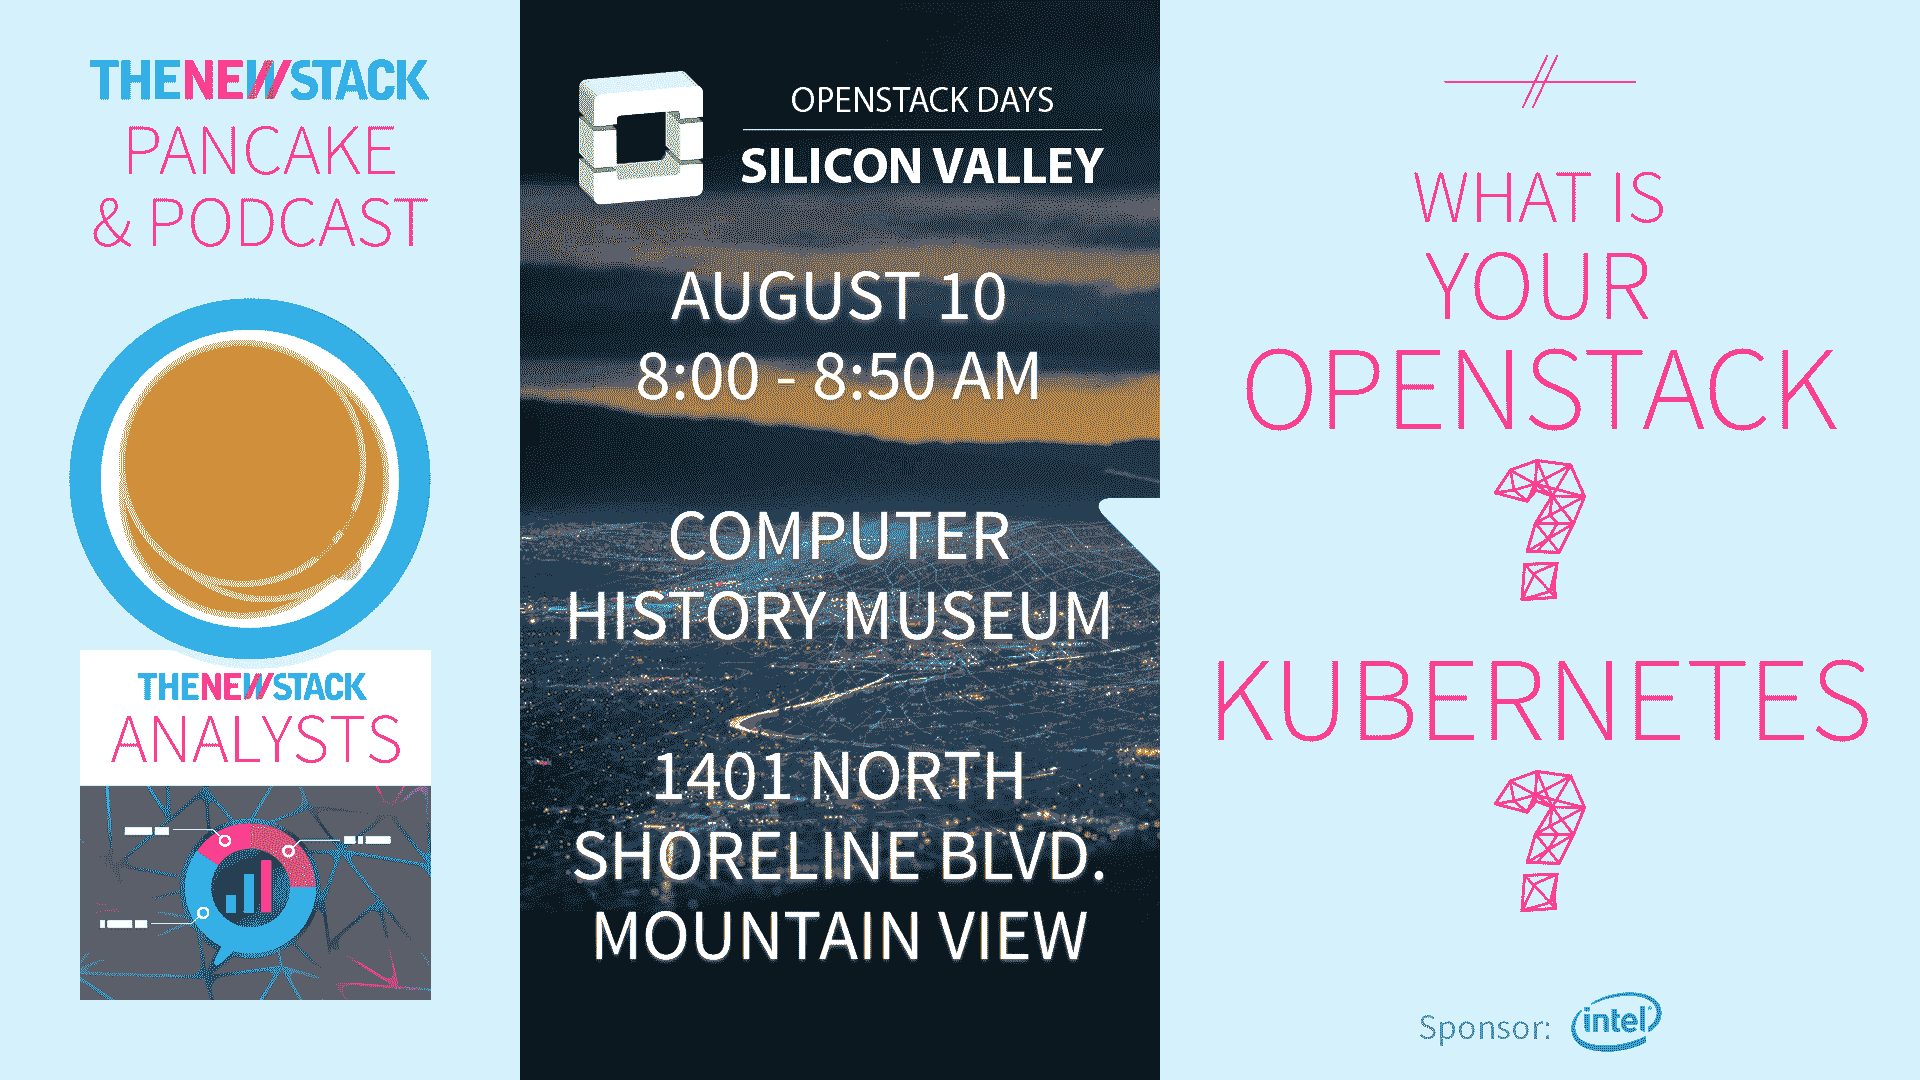 THENEWSTACK
PANCAKE
& PODCAST
THENEWSTACK
ANALYSTS
OPENSTACK DAYS
SILICON VALLEY
AUGUST 10
8:00 - 8:50 AM
COMPUTER
HISTORY MUSEUM
1401 NORTH
SHORELINE BLVD.
MOUNTAIN VIEW
WHAT IS
YOUR
OPENSTACK
?
KUBERNETES
?
Sponsor: intel